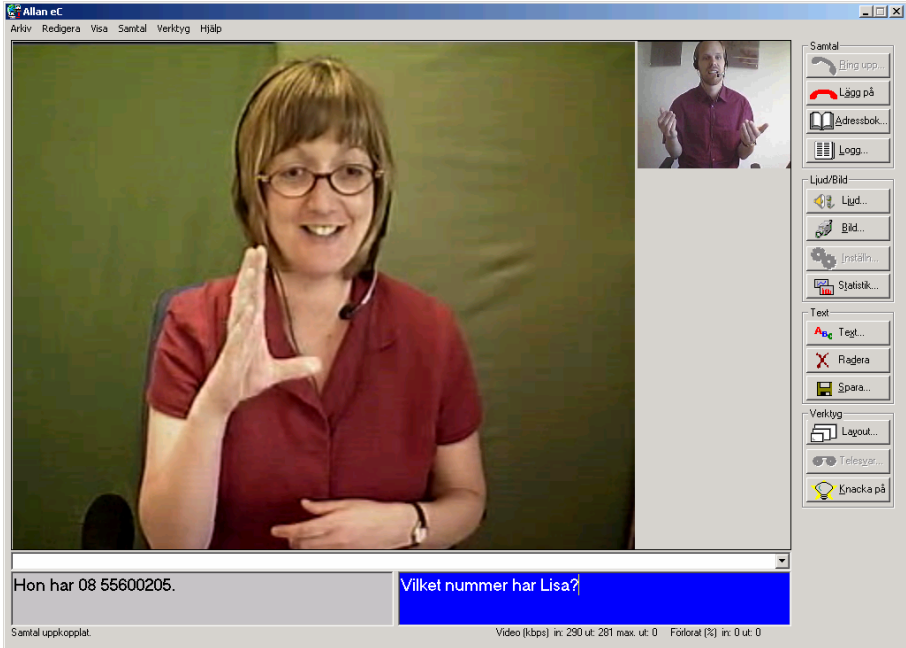 Allan eC
Arkiv Redigera Visa Samtal Verktyg Hjälp
Samtal
Ring upp...
Lägg på
Adressbok...
Logg...
Ljud/Bild
Ljud...
Bild...
Inställn...
Statistik...
Text
ABC Text...
Radera
Spara...
Verktyg
Layout...
Telesvar...
Knacka på
Hon har 08 55600205.
Vilket nummer har Lisa?
Samtal uppkopplat.
Video (kbps) in: 290 ut: 281 max. ut: 0 Förlorat (%) in: 0 ut: 0